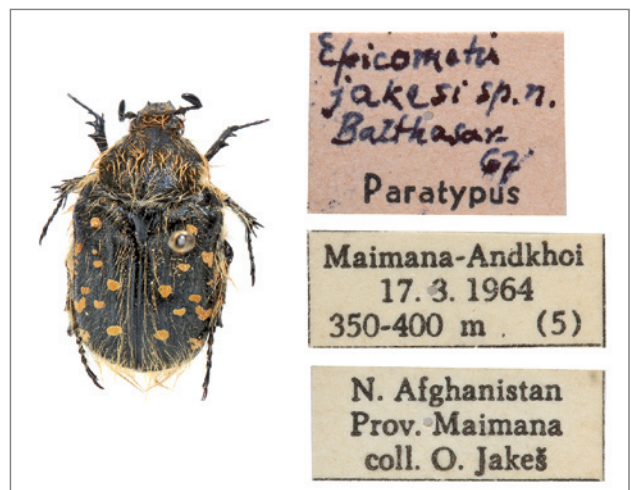 Epicometis
jakesi sp. n.
Balthasar
67
Paratypus
Maimana-Andkhoi
17. 3. 1964
350-400 m . (5)
N. Afghanistan
Prov. Maimana
coll. O. Jakeš